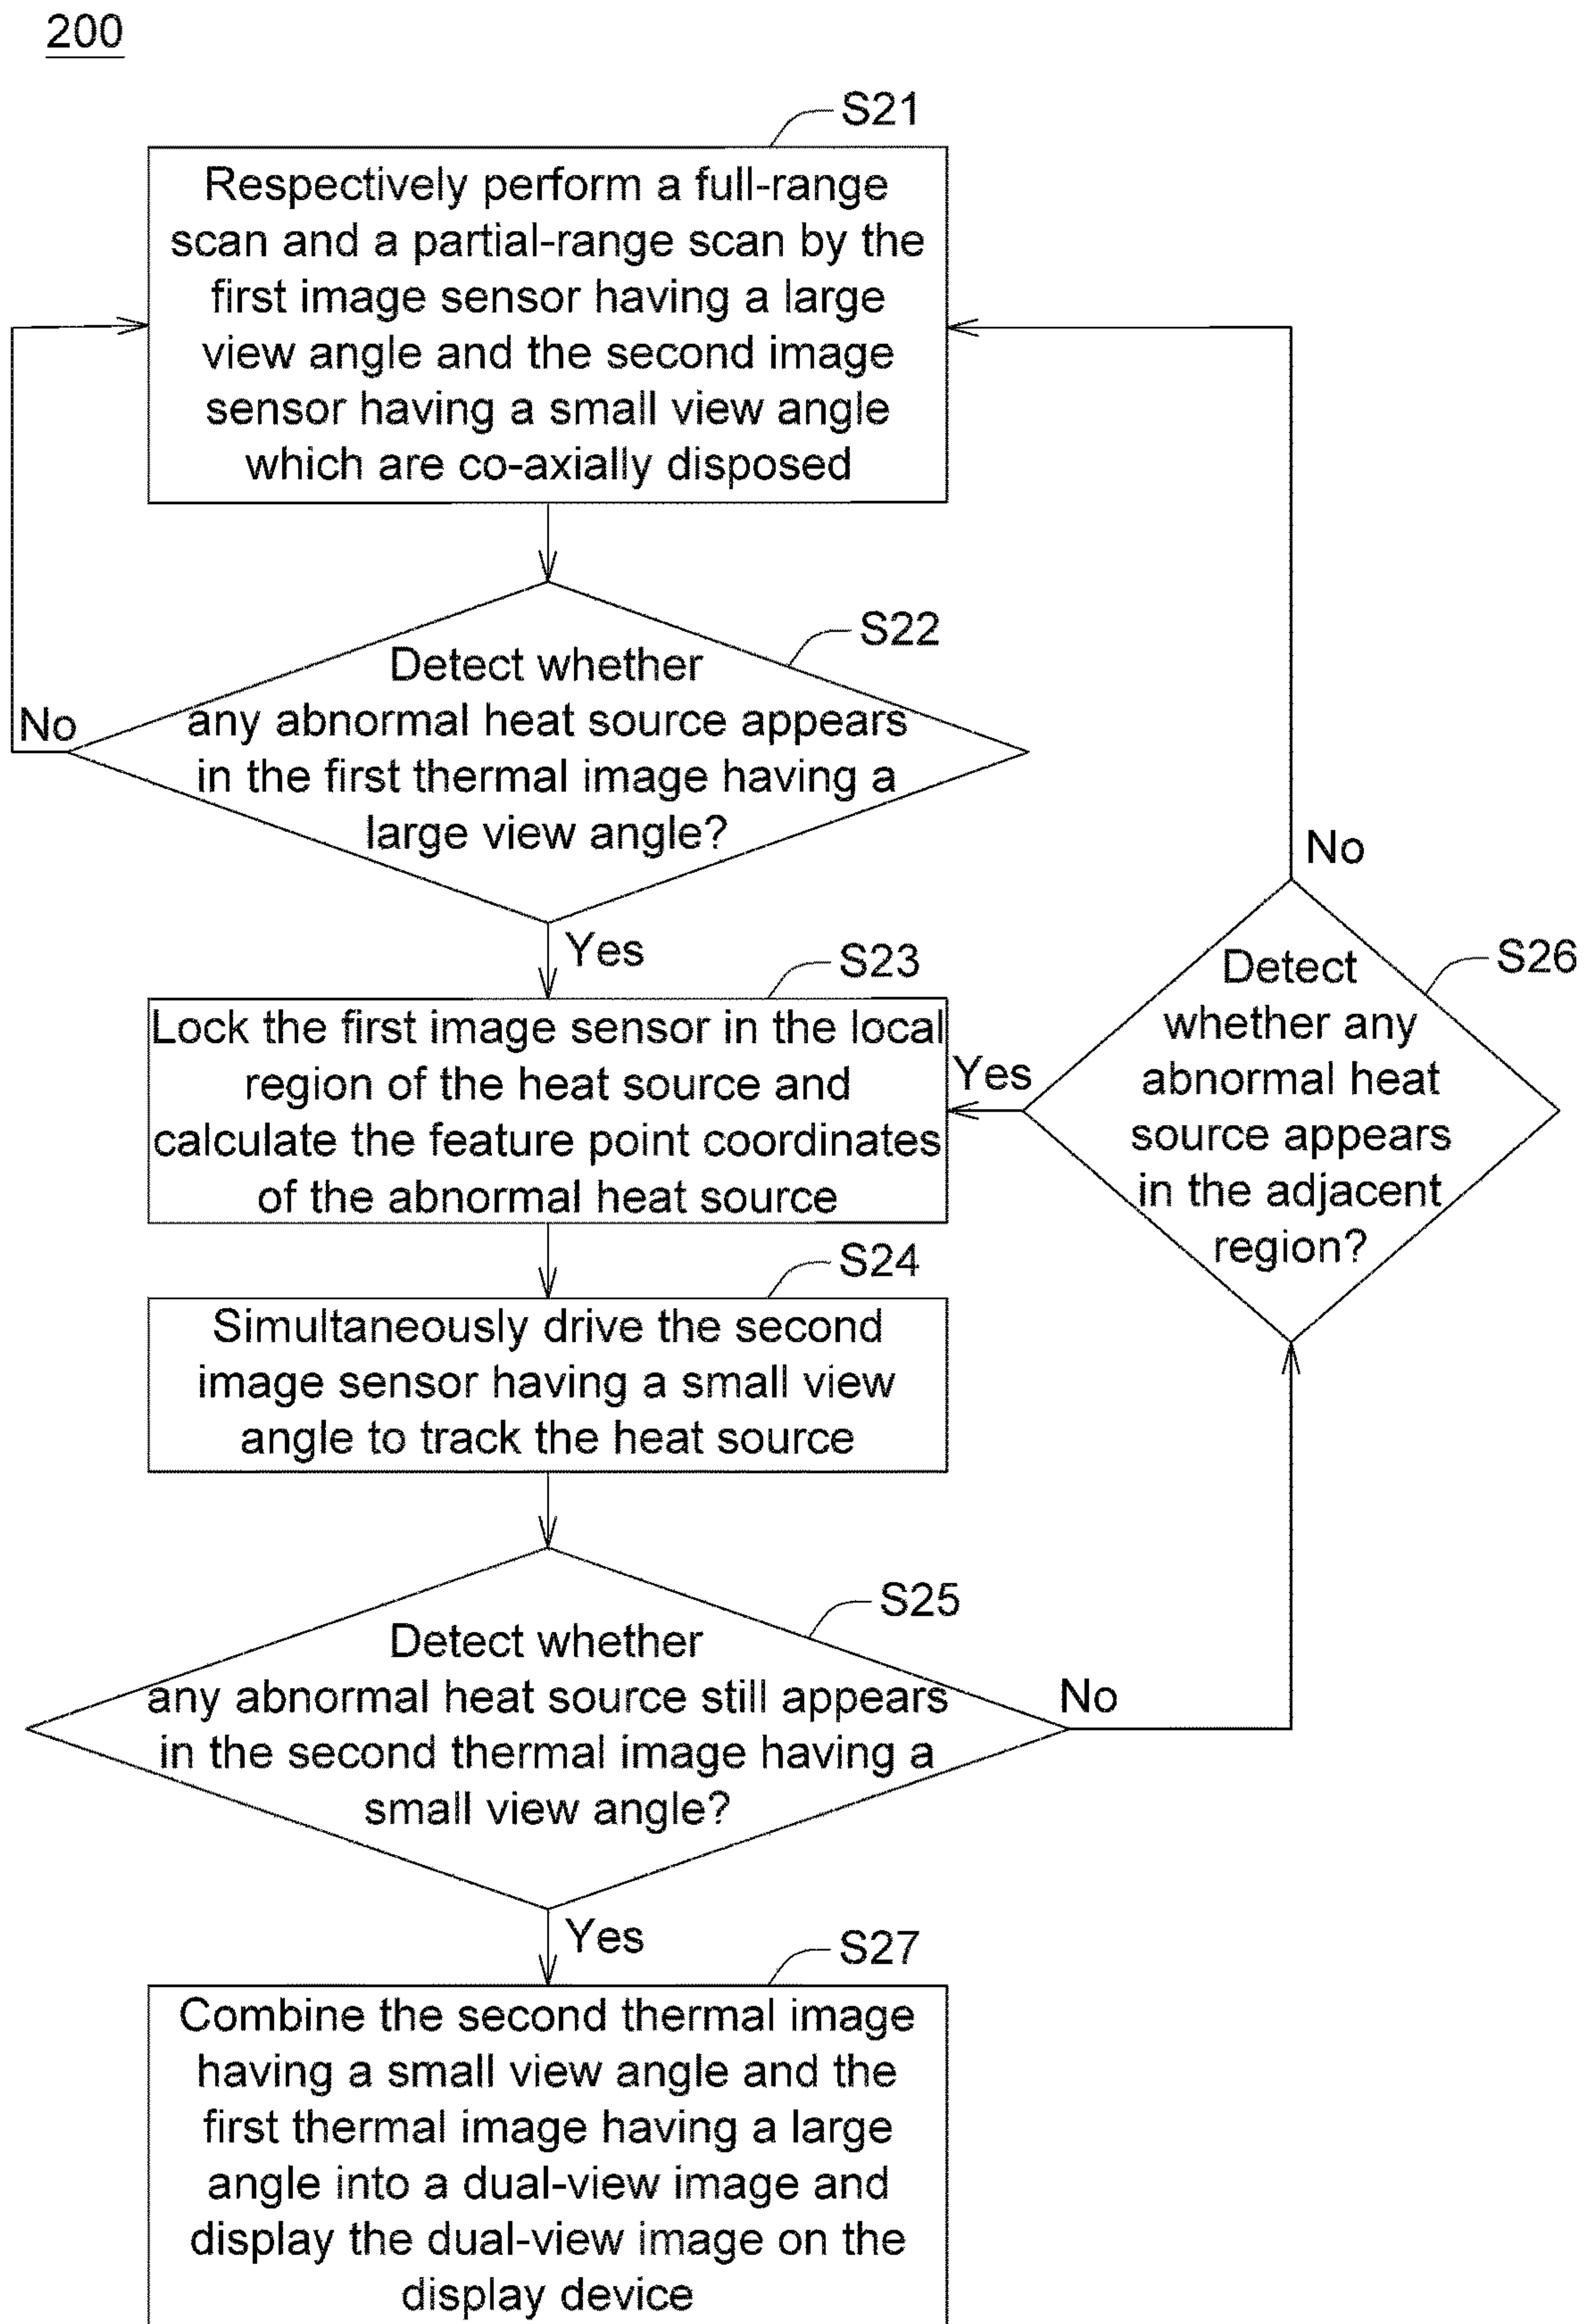 200
S21
Respectively perform a full-range
scan and a partial-range scan by the
first image sensor having a large
view angle and the second image
sensor having a small view angle
which are co-axially disposed
S22
Detect whether
any abnormal heat source appears
in the first thermal image having a
large view angle?
No
Yes
S23
Lock the first image sensor in the local
region of the heat source and
calculate the feature point coordinates
of the abnormal heat source
S24
Simultaneously drive the second
image sensor having a small view
angle to track the heat source
S25
Detect whether
any abnormal heat source still appears
in the second thermal image having a
small view angle?
No
Yes
S26
Detect
whether any
abnormal heat
source appears
in the adjacent
region?
No
Yes
S27
Combine the second thermal image
having a small view angle and the
first thermal image having a large
angle into a dual-view image and
display the dual-view image on the
display device